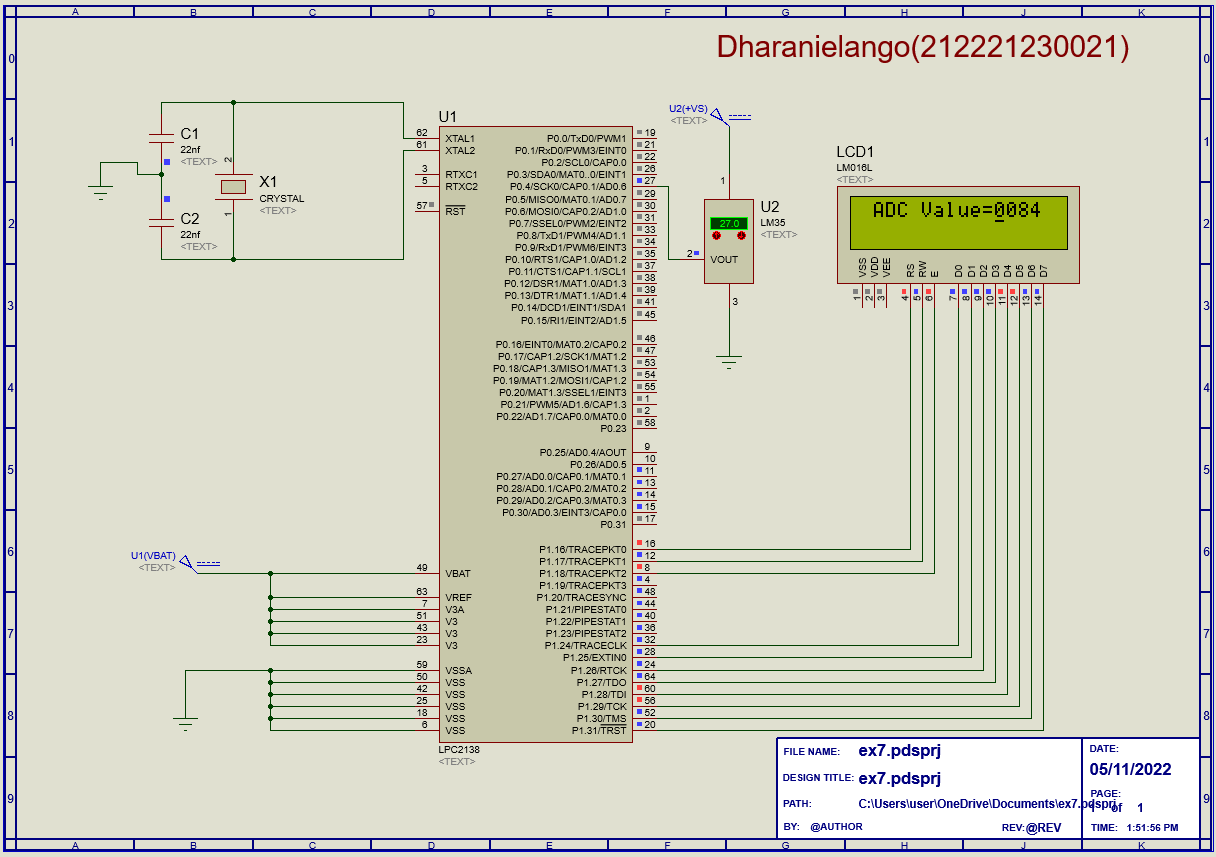 A B C D E F G H J K
Dharanielango(212221230021)
0 0
1 1
2 2
3 3
4 4
5 5
6 6
7 7
8 8
9 9
C1
22nf
<TEXT>
C2
22nf
<TEXT>
X1
CRYSTAL
<TEXT>
2
1
U1
62 XTAL1
61 XTAL2
3 RTXC1
5 RTXC2
57 RST
49 VBAT
63 VREF
7 V3A
51 V3
43 V3
23 V3
59 VSSA
50 VSS
42 VSS
25 VSS
18 VSS
6 VSS
P0.0/TxD0/PWM1 19
P0.1/RxD0/PWM3/EINT0 21
P0.2/SCL0/CAP0.0 22
P0.3/SDA0/MAT0..0/EINT1 26
P0.4/SCK0/CAP0.1/AD0.6 27
P0.5/MISO0/MAT0.1/AD0.7 29
P0.6/MOSI0/CAP0.2/AD1.0 30
P0.7/SSEL0/PWM2/EINT2 31
P0.8/TxD1/PWM4/AD1.1 33
P0.9/RxD1/PWM6/EINT3 34
P0.10/RTS1/CAP1.0/AD1.2 35
P0.11/CTS1/CAP1.1/SCL1 37
P0.12/DSR1/MAT1.0/AD1.3 38
P0.13/DTR1/MAT1.1/AD1.4 39
P0.14/DCD1/EINT1/SDA1 41
P0.15/RI1/EINT2/AD1.5 45
P0.16/EINT0/MAT0.2/CAP0.2 46
P0.17/CAP1.2/SCK1/MAT1.2 47
P0.18/CAP1.3/MISO1/MAT1.3 53
P0.19/MAT1.2/MOSI1/CAP1.2 54
P0.20/MAT1.3/SSEL1/EINT3 55
P0.21/PWM5/AD1.6/CAP1.3 1
P0.22/AD1.7/CAP0.0/MAT0.0 2
P0.23 58
P0.25/AD0.4/AOUT 9
P0.26/AD0.5 10
P0.27/AD0.0/CAP0.1/MAT0.1 11
P0.28/AD0.1/CAP0.2/MAT0.2 13
P0.29/AD0.2/CAP0.3/MAT0.3 14
P0.30/AD0.3/EINT3/CAP0.0 15
P0.31 17
P1.16/TRACEPKT0 16
P1.17/TRACEPKT1 12
P1.18/TRACEPKT2 8
P1.19/TRACEPKT3 4
P1.20/TRACESYNC 48
P1.21/PIPESTAT0 44
P1.22/PIPESTAT1 40
P1.23/PIPESTAT2 36
P1.24/TRACECLK 32
P1.25/EXTIN0 28
P1.26/RTCK 24
P1.27/TDO 64
P1.28/TDI 60
P1.29/TCK 56
P1.30/TMS 52
P1.31/TRST 20
LPC2138
<TEXT>
U1(VBAT)
<TEXT>
U2(+VS)
<TEXT>
1
27.0
2 VOUT
3
U2
LM35
<TEXT>
LCD1
LM016L
<TEXT>
ADC Value=0084
VSS VDD VEE RS RW E D0 D1 D2 D3 D4 D5 D6 D7
1 2 3 4 5 6 7 8 9 10 11 12 13 14
FILE NAME: ex7.pdsprj
DESIGN TITLE: ex7.pdsprj
PATH: C:\Users\user\OneDrive\Documents\ex7.pdsprj
BY: @AUTHOR REV:@REV
DATE:
05/11/2022
PAGE:
1 of 1
TIME: 1:51:56 PM
A B C D E F G H J K